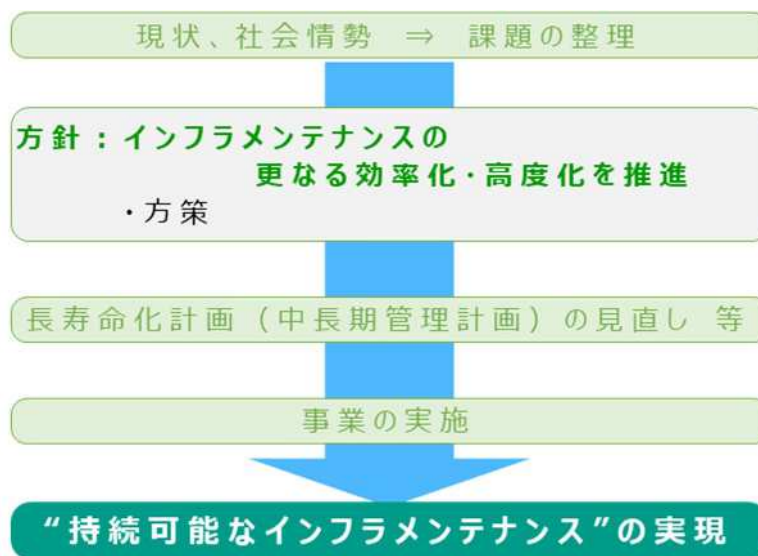 現状、社会情勢 ⇒ 課題の整理
方針：インフラメンテナンスの
更なる効率化・高度化を推進
・方策
長寿命化計画（中長期管理計画）の見直し 等
事業の実施
“持続可能なインフラメンテナンス”の実現